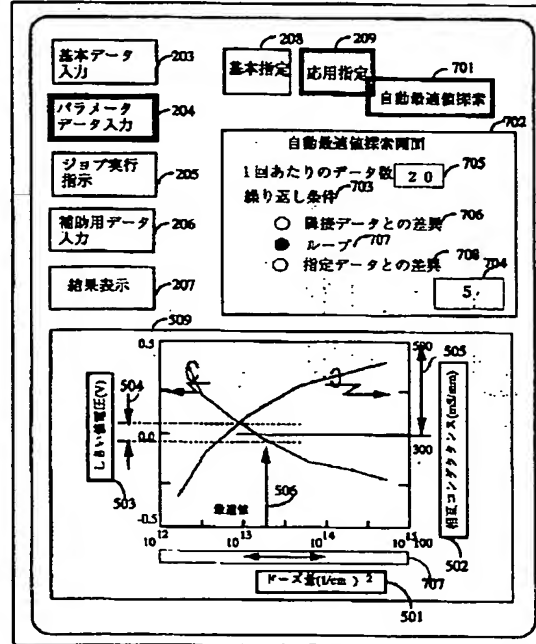 基本データ
入力
203
パラメータ
データ入力
204
ジョブ実行
指示
205
補助用データ
入力
206
結果表示
207
208
基本指定
209
応用指定
701
自動最適値探索
702
自動最適値探索画面
1回あたりのデータ数 20
705
繰り返し条件
703
隣接データとの差異
706
ループ
707
指定データとの差異
708
704
5
509
0.3
0.0
-0.5
504
しきい値電圧(V)
503
500
300
100
505
相互コンダクタンス(mS/mm)
502
最適値
506
10¹² 10¹³ 10¹⁴ 10¹⁵
707
ドーズ量(1/cm )²
501